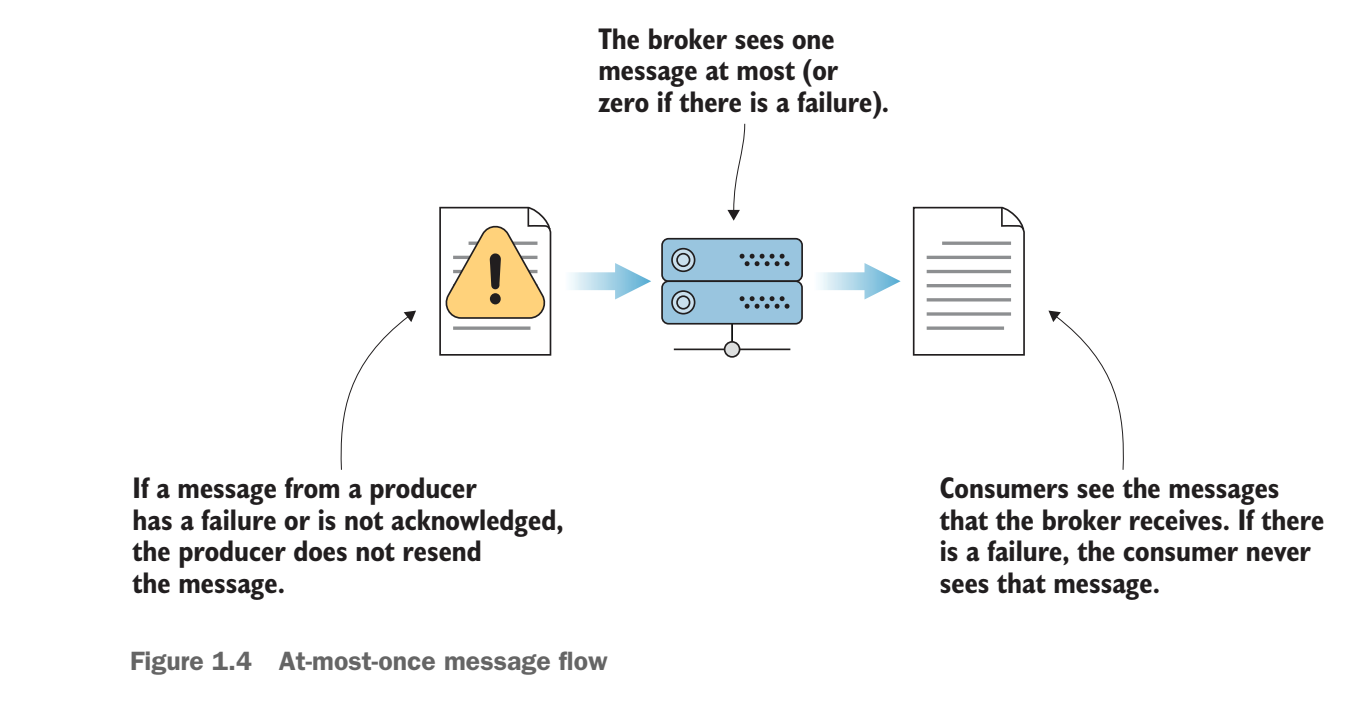 The broker sees one
message at most (or
zero if there is a failure).
If a message from a producer
has a failure or is not acknowledged,
the producer does not resend
the message.
Consumers see the messages
that the broker receives. If there
is a failure, the consumer never
sees that message.
Figure 1.4 At-most-once message flow